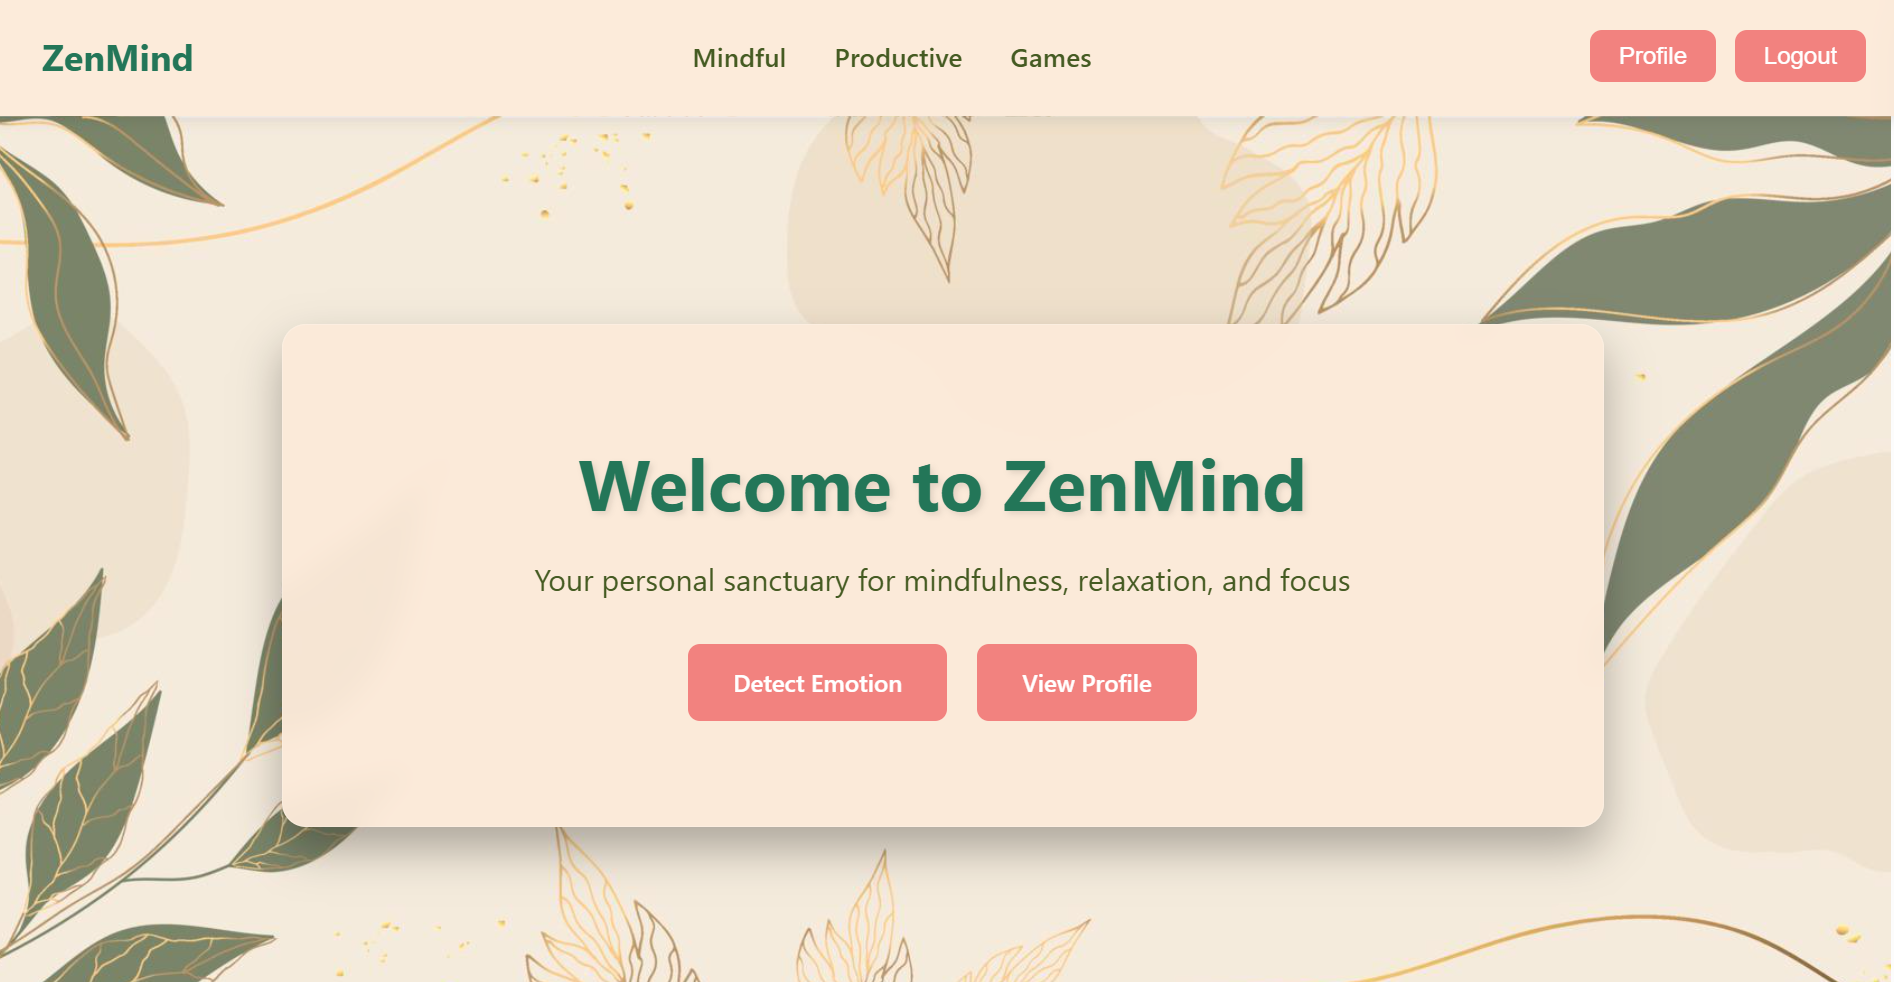 ZenMind
Mindful Productive Games
Profile Logout
Welcome to ZenMind
Your personal sanctuary for mindfulness, relaxation, and focus
Detect Emotion View Profile